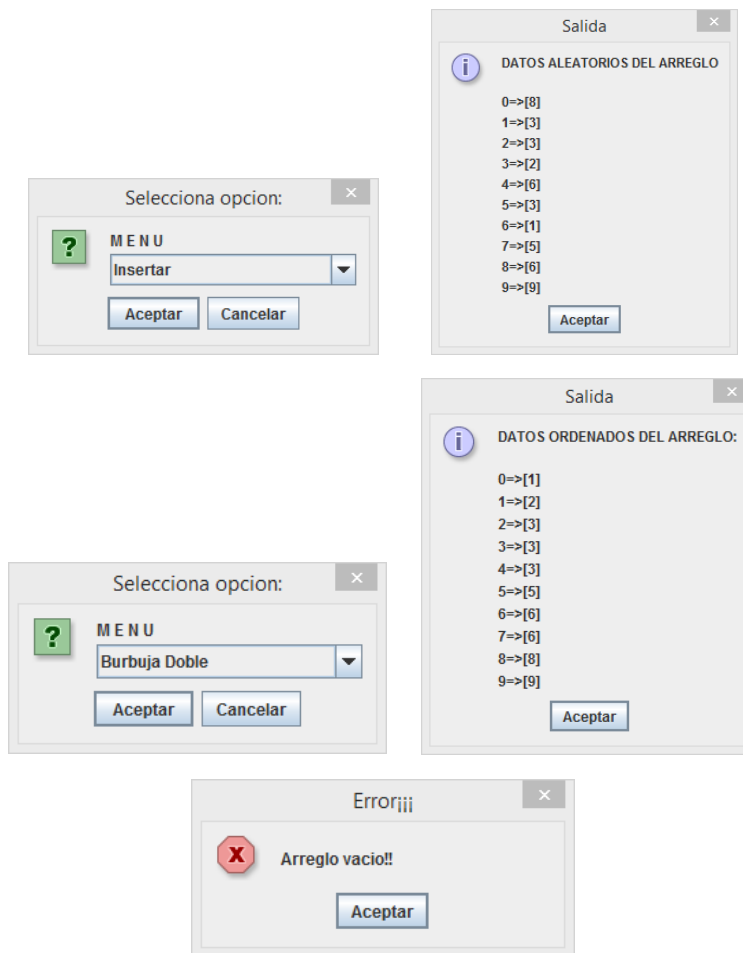 Selecciona opcion:
M E N U
Insertar
Aceptar Cancelar
Salida
DATOS ALEATORIOS DEL ARREGLO
0=>[8]
1=>[3]
2=>[3]
3=>[2]
4=>[6]
5=>[3]
6=>[1]
7=>[5]
8=>[6]
9=>[9]
Aceptar
Selecciona opcion:
M E N U
Burbuja Doble
Aceptar Cancelar
Salida
DATOS ORDENADOS DEL ARREGLO:
0=>[1]
1=>[2]
2=>[3]
3=>[3]
4=>[3]
5=>[5]
6=>[6]
7=>[6]
8=>[8]
9=>[9]
Aceptar
Error¡¡¡
Arreglo vacio!!
Aceptar